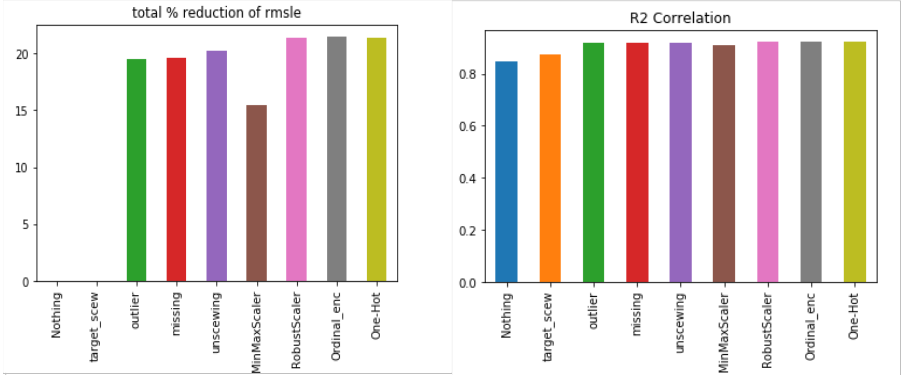 total % reduction of rmsle
20
15
10
5
0
Nothing
target_scew
outlier
missing
unscewing
MinMaxScaler
RobustScaler
Ordinal_enc
One-Hot
R2 Correlation
0.8
0.6
0.4
0.2
0.0
Nothing
target_scew
outlier
missing
unscewing
MinMaxScaler
RobustScaler
Ordinal_enc
One-Hot